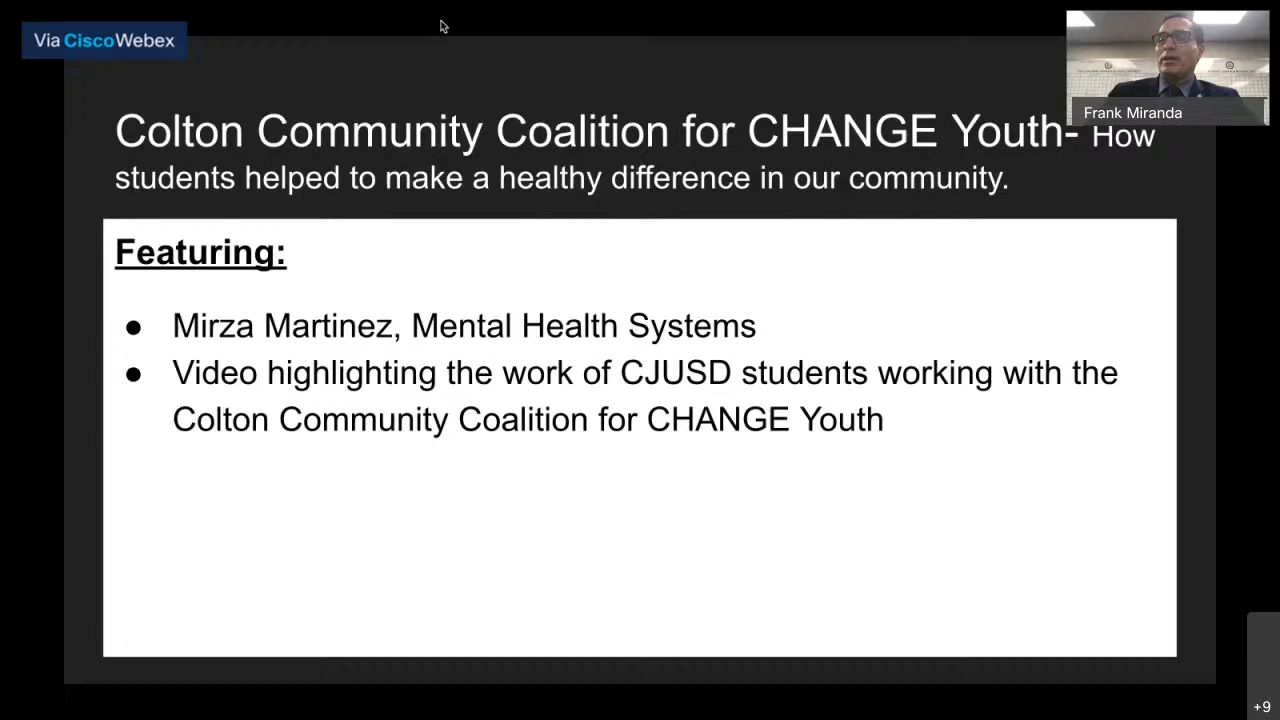 Via CiscoWebex
Frank Miranda
Colton Community Coalition for CHANGE Youth- How
students helped to make a healthy difference in our community.
Featuring:
● Mirza Martinez, Mental Health Systems
● Video highlighting the work of CJUSD students working with the
Colton Community Coalition for CHANGE Youth
+9